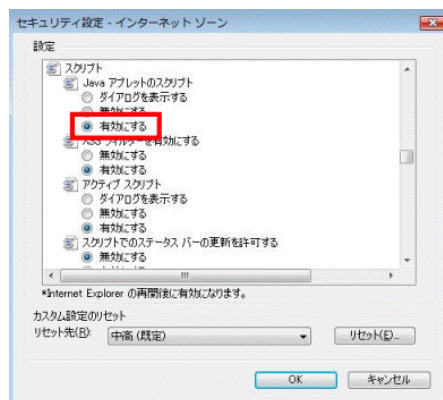 セキュリティ設定 - インターネット ゾーン
設定
スクリプト
Java アプレットのスクリプト
ダイアログを表示する
無効にする
有効にする
XSS フィルターを有効にする
無効にする
有効にする
アクティブ スクリプト
ダイアログを表示する
無効にする
有効にする
スクリプトでのステータス バーの更新を許可する
無効にする
*Internet Explorer の再開後に有効になります。
カスタム設定のリセット
リセット先(R): 中高 (既定) リセット(E)...
OK キャンセル